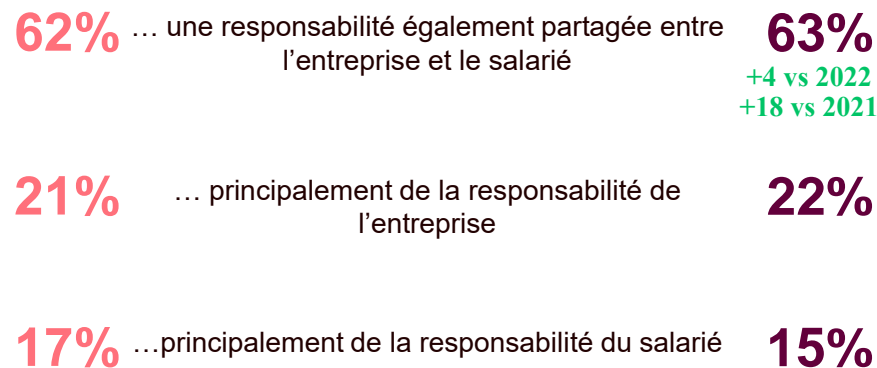 62% … une responsabilité également partagée entre 63%
l’entreprise et le salarié
+4 vs 2022
+18 vs 2021
21% … principalement de la responsabilité de 22%
l’entreprise
17% …principalement de la responsabilité du salarié 15%